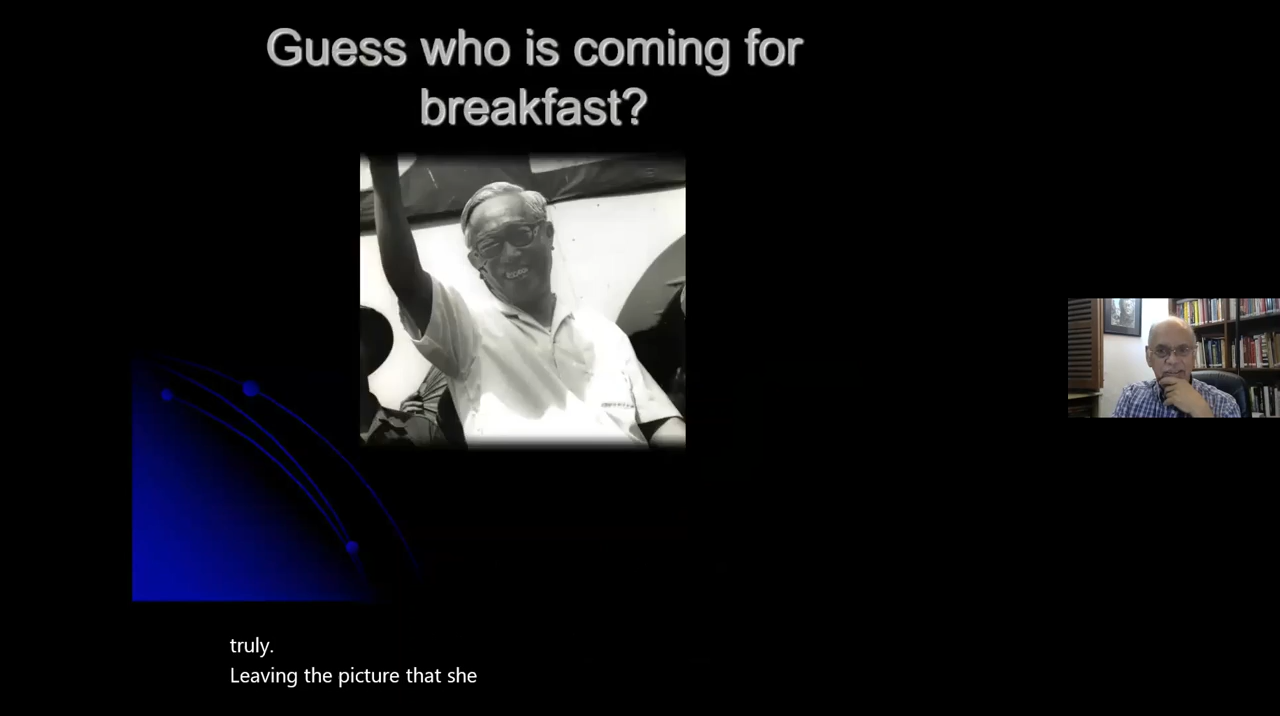 Guess who is coming for
breakfast?
truly.
Leaving the picture that she